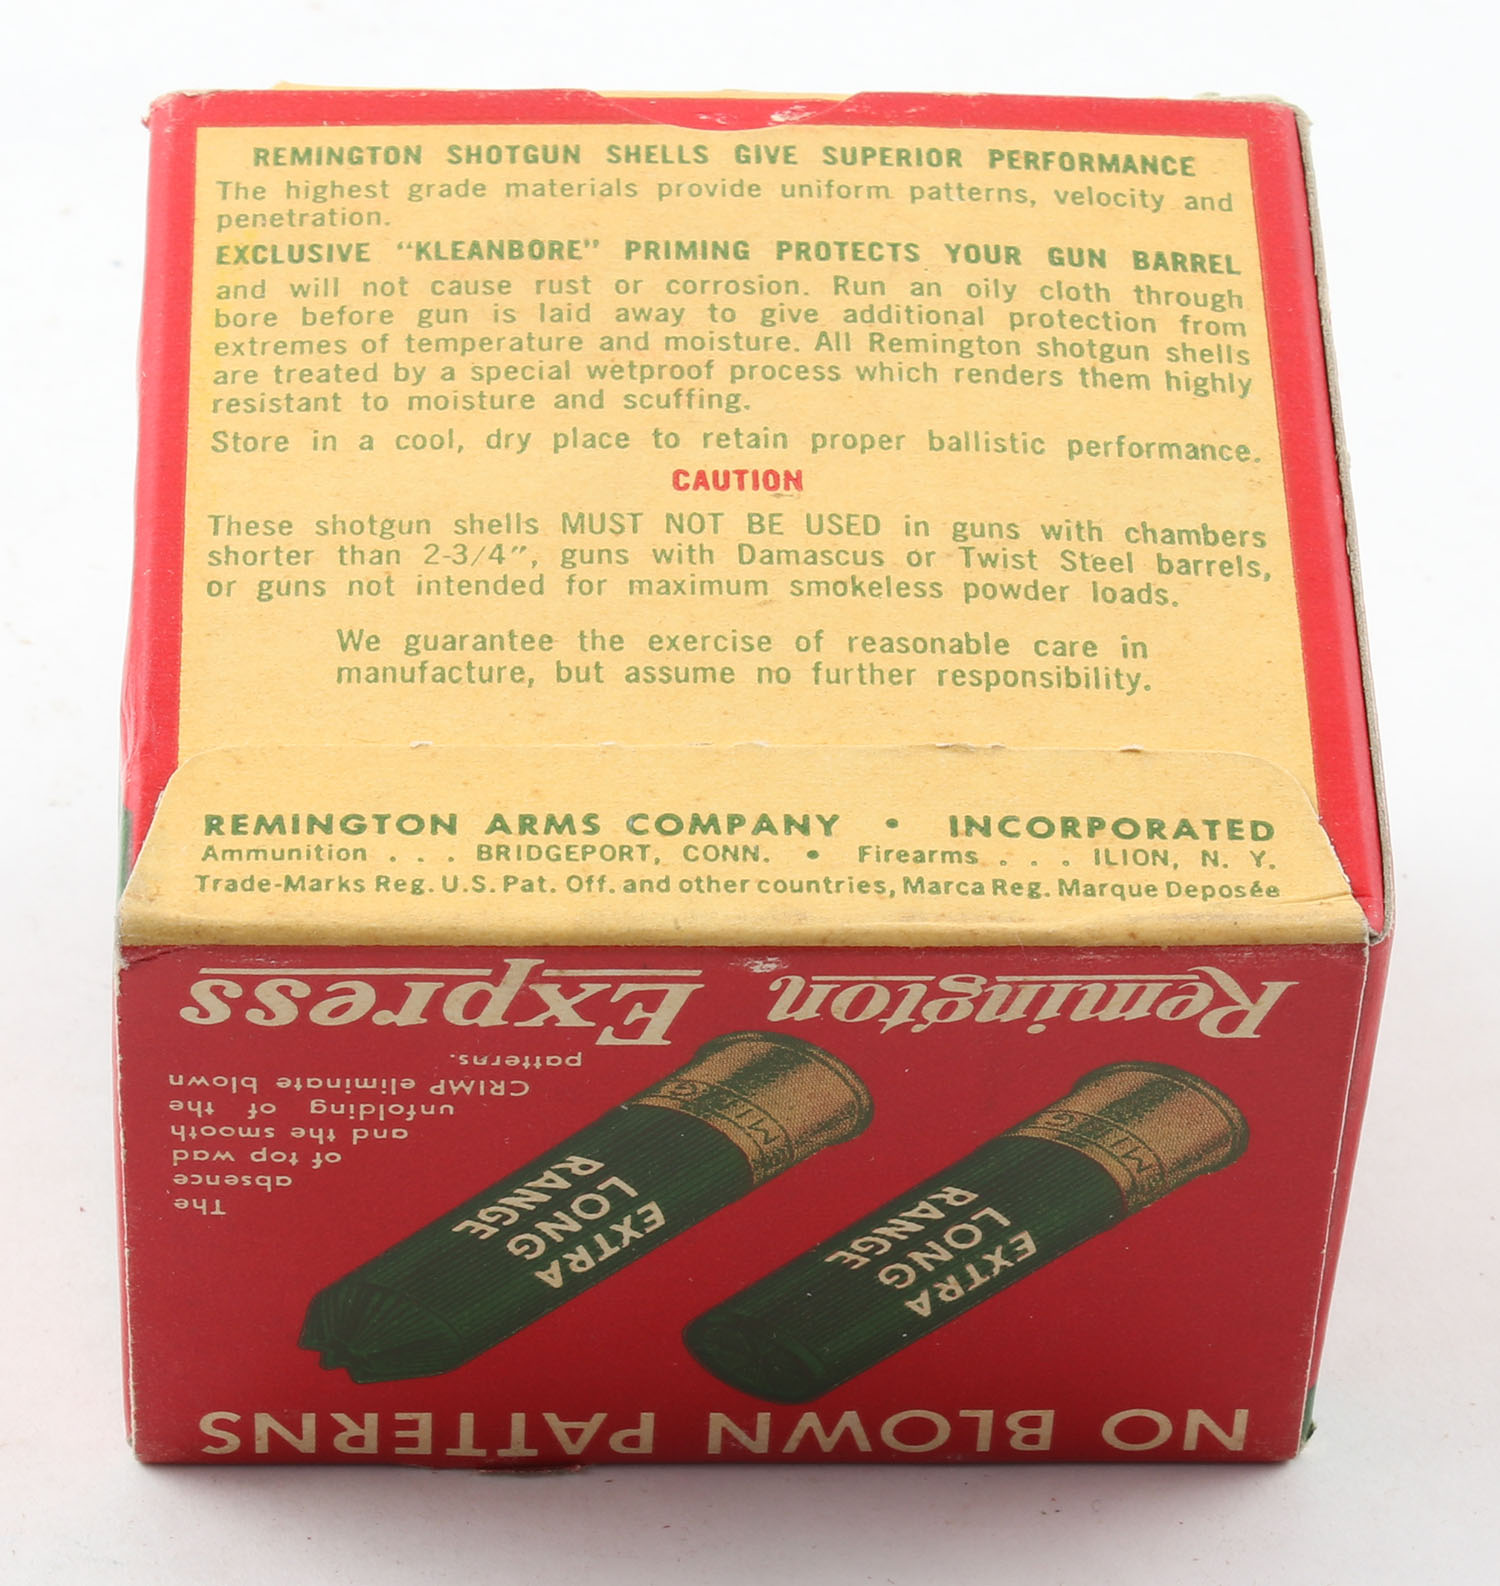 REMINGTON SHOTGUN SHELLS GIVE SUPERIOR PERFORMANCE
The highest grade materials provide uniform patterns, velocity and
penetration.
EXCLUSIVE "KLEANBORE" PRIMING PROTECTS YOUR GUN BARREL
and will not cause rust or corrosion. Run an oily cloth through
bore before gun is laid away to give additional protection from
extremes of temperature and moisture. All Remington shotgun shells
are treated by a special wetproof process which renders them highly
resistant to moisture and scuffing.
Store in a cool, dry place to retain proper ballistic performance.
CAUTION
These shotgun shells MUST NOT BE USED in guns with chambers
shorter than 2-3/4", guns with Damascus or Twist Steel barrels,
or guns not intended for maximum smokeless powder loads.
We guarantee the exercise of reasonable care in
manufacture, but assume no further responsibility.
REMINGTON ARMS COMPANY • INCORPORATED
Ammunition . . . BRIDGEPORT, CONN. • Firearms . . . ILION, N. Y.
Trade-Marks Reg. U.S. Pat. Off. and other countries, Marca Reg. Marque Deposée
NO BLOWN PATTERNS
EXTRA
LONG
RANGE
EXTRA
LONG
RANGE
The
absence
of top wad
and the smooth
unfolding of the
CRIMP eliminate blown
patterns.
Remington Express